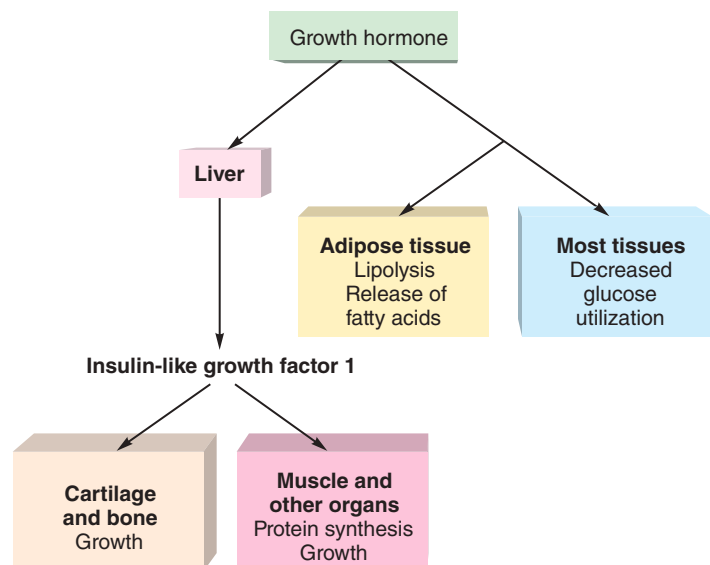 Growth hormone
Liver
Adipose tissue
Lipolysis
Release of
fatty acids
Most tissues
Decreased
glucose
utilization
Insulin-like growth factor 1
Cartilage
and bone
Growth
Muscle and
other organs
Protein synthesis
Growth